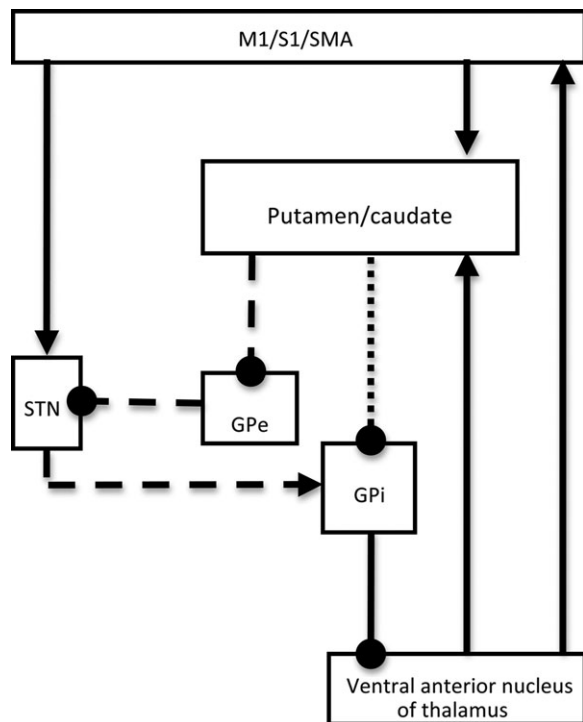 M1/S1/SMA
Putamen/caudate
STN
GPe
GPi
Ventral anterior nucleus
of thalamus